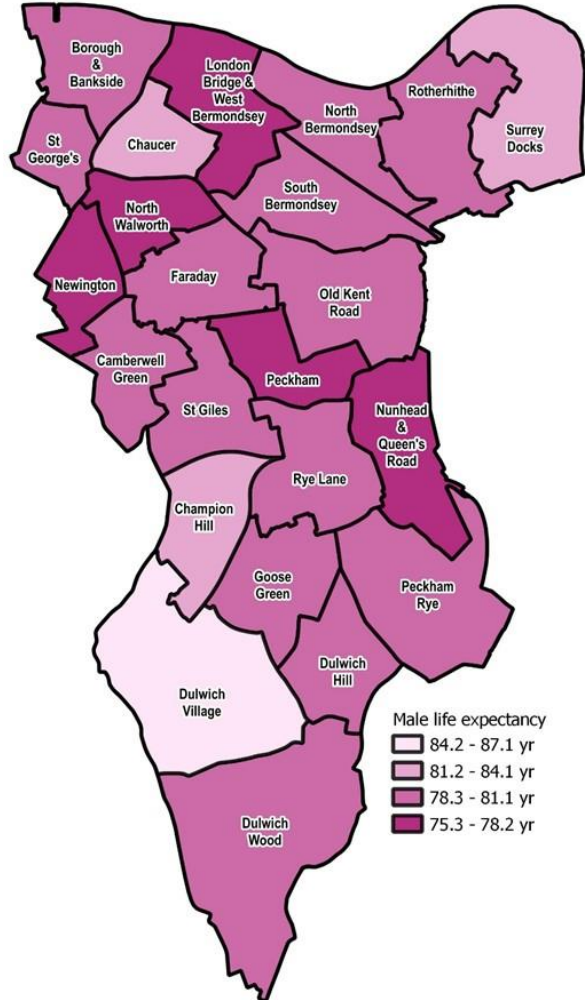 Borough
&
Bankside
London
Bridge &
West
Bermondsey
North
Bermondsey
Rotherhithe
Surrey
Docks
St
George's
Chaucer
South
Bermondsey
North
Walworth
Newington
Faraday
Old Kent
Road
Camberwell
Green
Peckham
St Giles
Nunhead
&
Queen's
Road
Rye Lane
Champion
Hill
Goose
Green
Peckham
Rye
Dulwich
Hill
Dulwich
Village
Dulwich
Wood
Male life expectancy
84.2 - 87.1 yr
81.2 - 84.1 yr
78.3 - 81.1 yr
75.3 - 78.2 yr